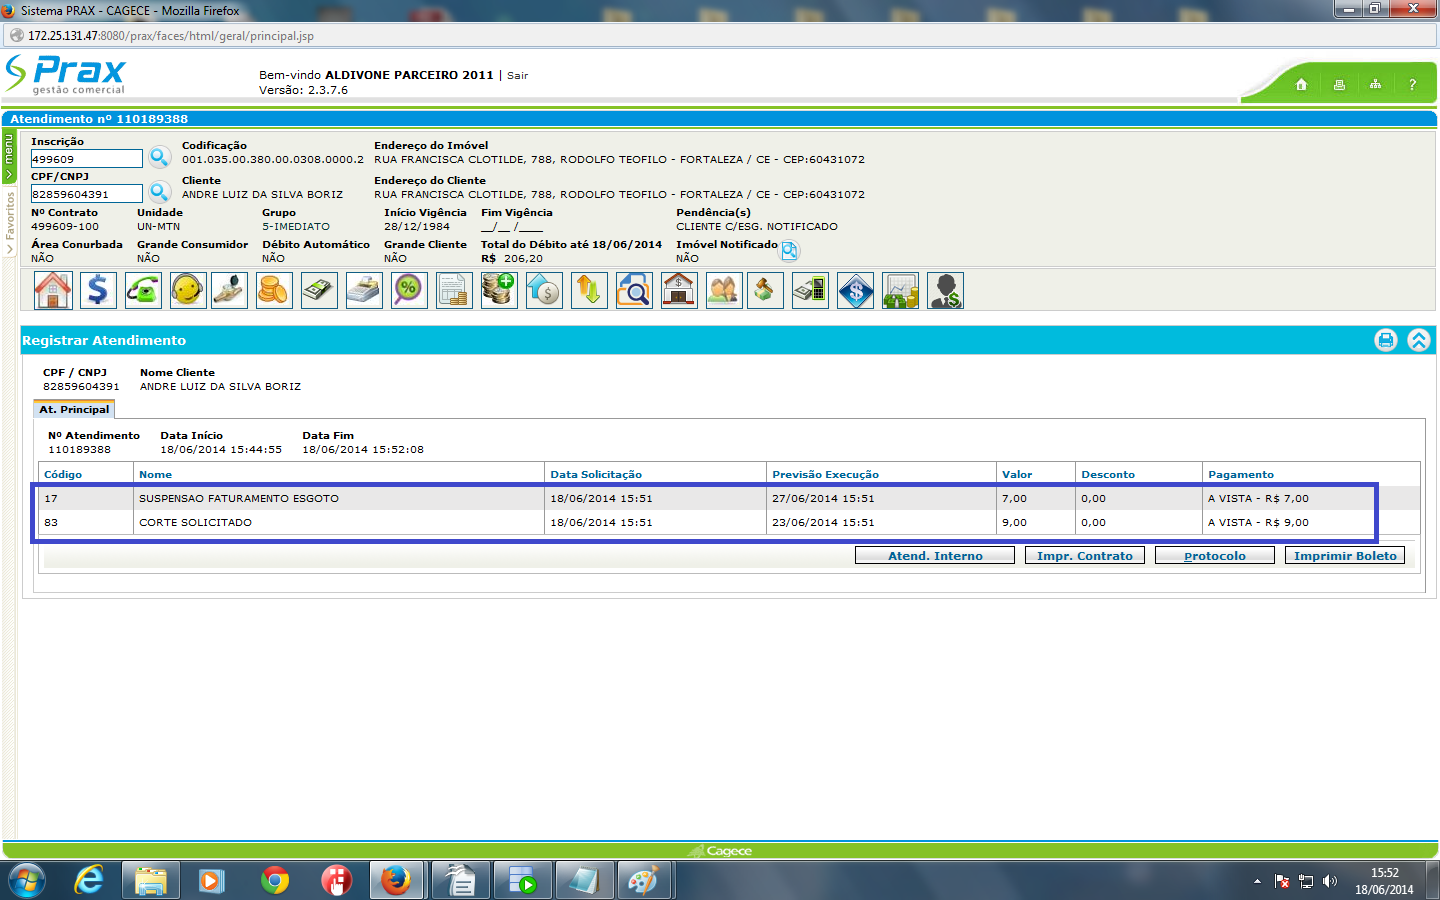 Sistema PRAX - CAGECE - Mozilla Firefox
172.25.131.47:8080/prax/faces/html/geral/principal.jsp
Prax
gestão comercial
Bem-vindo ALDIVONE PARCEIRO 2011 | Sair
Versão: 2.3.7.6
?
Atendimento nº 110189388
menu
Favoritos
Inscrição Codificação Endereço do Imóvel
499609 001.035.00.380.00.0308.0000.2 RUA FRANCISCA CLOTILDE, 788, RODOLFO TEOFILO - FORTALEZA / CE - CEP:60431072
CPF/CNPJ Cliente Endereço do Cliente
82859604391 ANDRE LUIZ DA SILVA BORIZ RUA FRANCISCA CLOTILDE, 788, RODOLFO TEOFILO - FORTALEZA / CE - CEP:60431072
Nº Contrato Unidade Grupo Início Vigência Fim Vigência Pendência(s)
499609-100 UN-MTN 5-IMEDIATO 28/12/1984 __/__/____ CLIENTE C/ESG. NOTIFICADO
Área Conurbada Grande Consumidor Débito Automático Grande Cliente Total do Débito até 18/06/2014 Imóvel Notificado
NÃO NÃO NÃO NÃO R$ 206,20 NÃO
Registrar Atendimento
CPF / CNPJ Nome Cliente
82859604391 ANDRE LUIZ DA SILVA BORIZ
At. Principal
Nº Atendimento Data Início Data Fim
110189388 18/06/2014 15:44:55 18/06/2014 15:52:08
Código Nome Data Solicitação Previsão Execução Valor Desconto Pagamento
17 SUSPENSAO FATURAMENTO ESGOTO 18/06/2014 15:51 27/06/2014 15:51 7,00 0,00 A VISTA - R$ 7,00
83 CORTE SOLICITADO 18/06/2014 15:51 23/06/2014 15:51 9,00 0,00 A VISTA - R$ 9,00
Atend. Interno Impr. Contrato Protocolo Imprimir Boleto
Cagece
15:52
18/06/2014